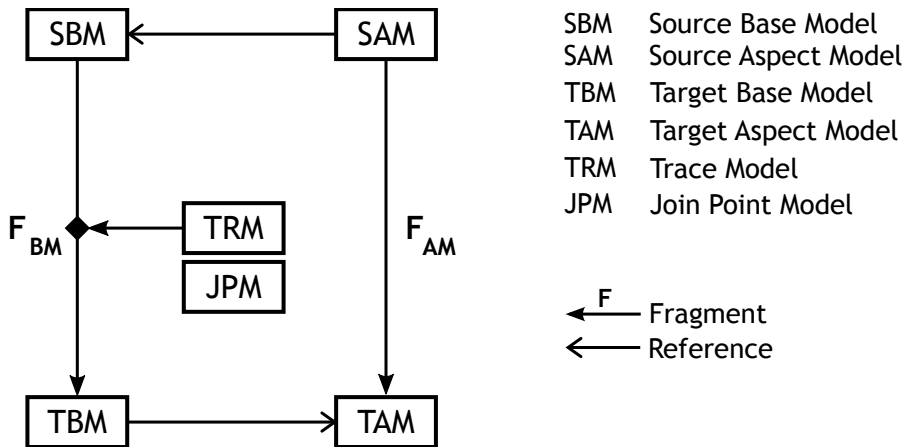 SBM
SAM
F BM
TRM
JPM
F AM
TBM
TAM
SBM Source Base Model
SAM Source Aspect Model
TBM Target Base Model
TAM Target Aspect Model
TRM Trace Model
JPM Join Point Model
F Fragment
Reference